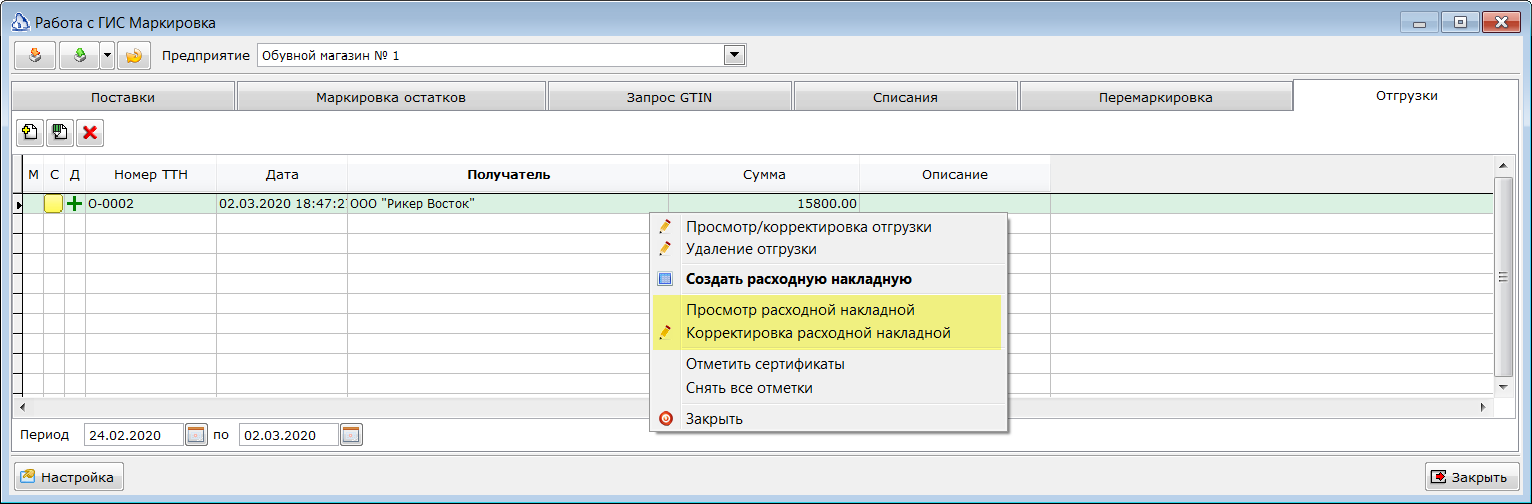 Работа с ГИС Маркировка
Предприятие Обувной магазин № 1
Поставки Маркировка остатков Запрос GTIN Списания Перемаркировка Отгрузки
М С Д Номер ТТН Дата Получатель Сумма Описание
О-0002 02.03.2020 18:47:2 ООО "Рикер Восток" 15800.00
Просмотр/корректировка отгрузки
Удаление отгрузки
Создать расходную накладную
Просмотр расходной накладной
Корректировка расходной накладной
Отметить сертификаты
Снять все отметки
Закрыть
Период 24.02.2020 по 02.03.2020
Настройка Закрыть